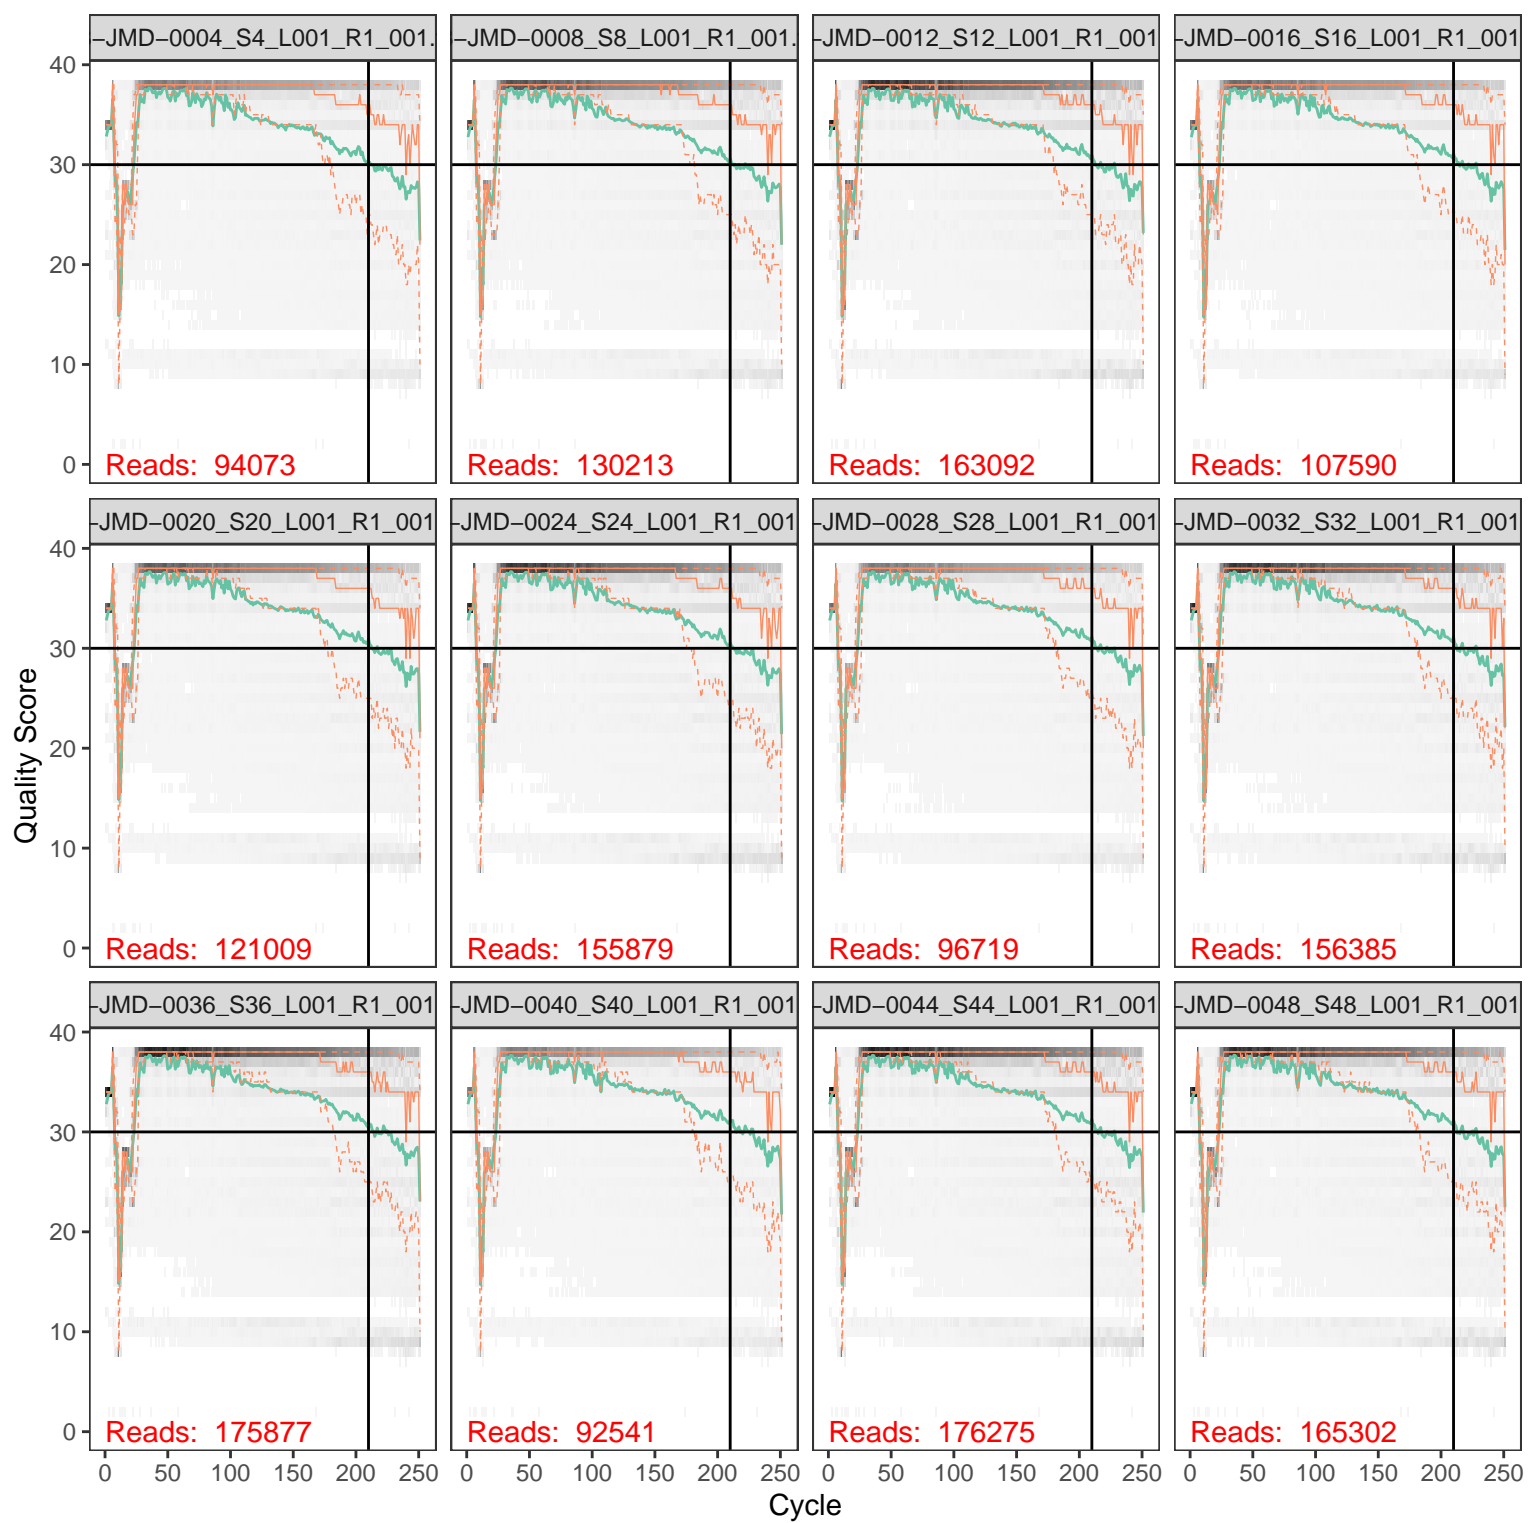 -JMD-0004_S4_L001_R1_001.
-JMD-0008_S8_L001_R1_001.
-JMD-0012_S12_L001_R1_001
-JMD-0016_S16_L001_R1_001
40
30
20
10
0
Reads: 94073
Reads: 130213
Reads: 163092
Reads: 107590
-JMD-0020_S20_L001_R1_001
-JMD-0024_S24_L001_R1_001
-JMD-0028_S28_L001_R1_001
-JMD-0032_S32_L001_R1_001
40
30
20
10
0
Quality Score
Reads: 121009
Reads: 155879
Reads: 96719
Reads: 156385
-JMD-0036_S36_L001_R1_001
-JMD-0040_S40_L001_R1_001
-JMD-0044_S44_L001_R1_001
-JMD-0048_S48_L001_R1_001
40
30
20
10
0
Reads: 175877
Reads: 92541
Reads: 176275
Reads: 165302
0 50 100 150 200 250
0 50 100 150 200 250
0 50 100 150 200 250
0 50 100 150 200 250
Cycle